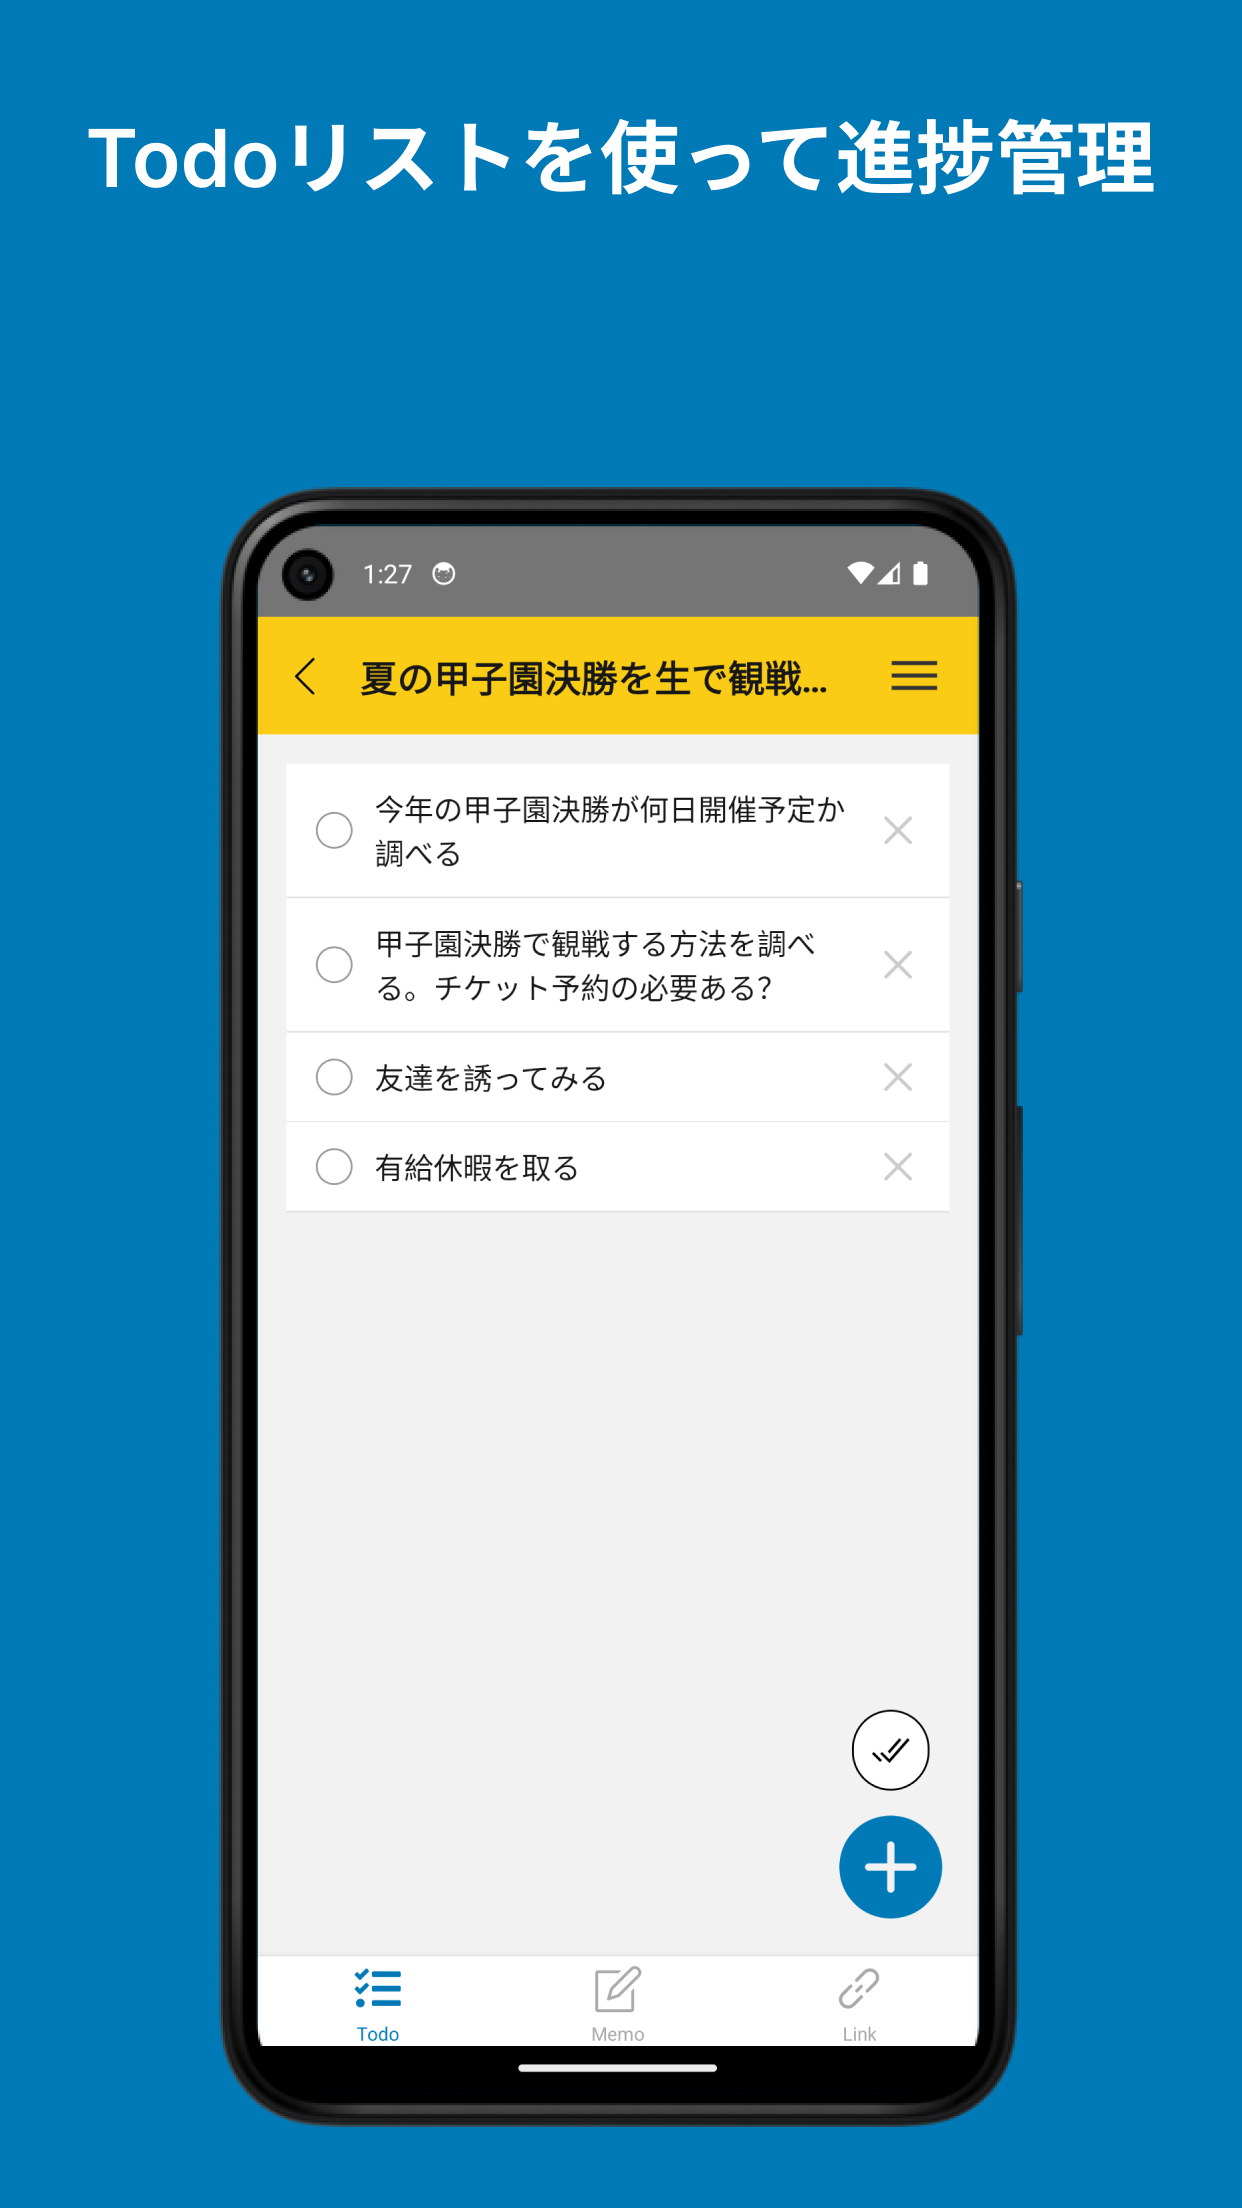 Todoリストを使って進捗管理
1:27
夏の甲子園決勝を生で観戦...
今年の甲子園決勝が何日開催予定か
調べる
甲子園決勝で観戦する方法を調べ
る。チケット予約の必要ある？
友達を誘ってみる
有給休暇を取る
Todo
Memo
Link